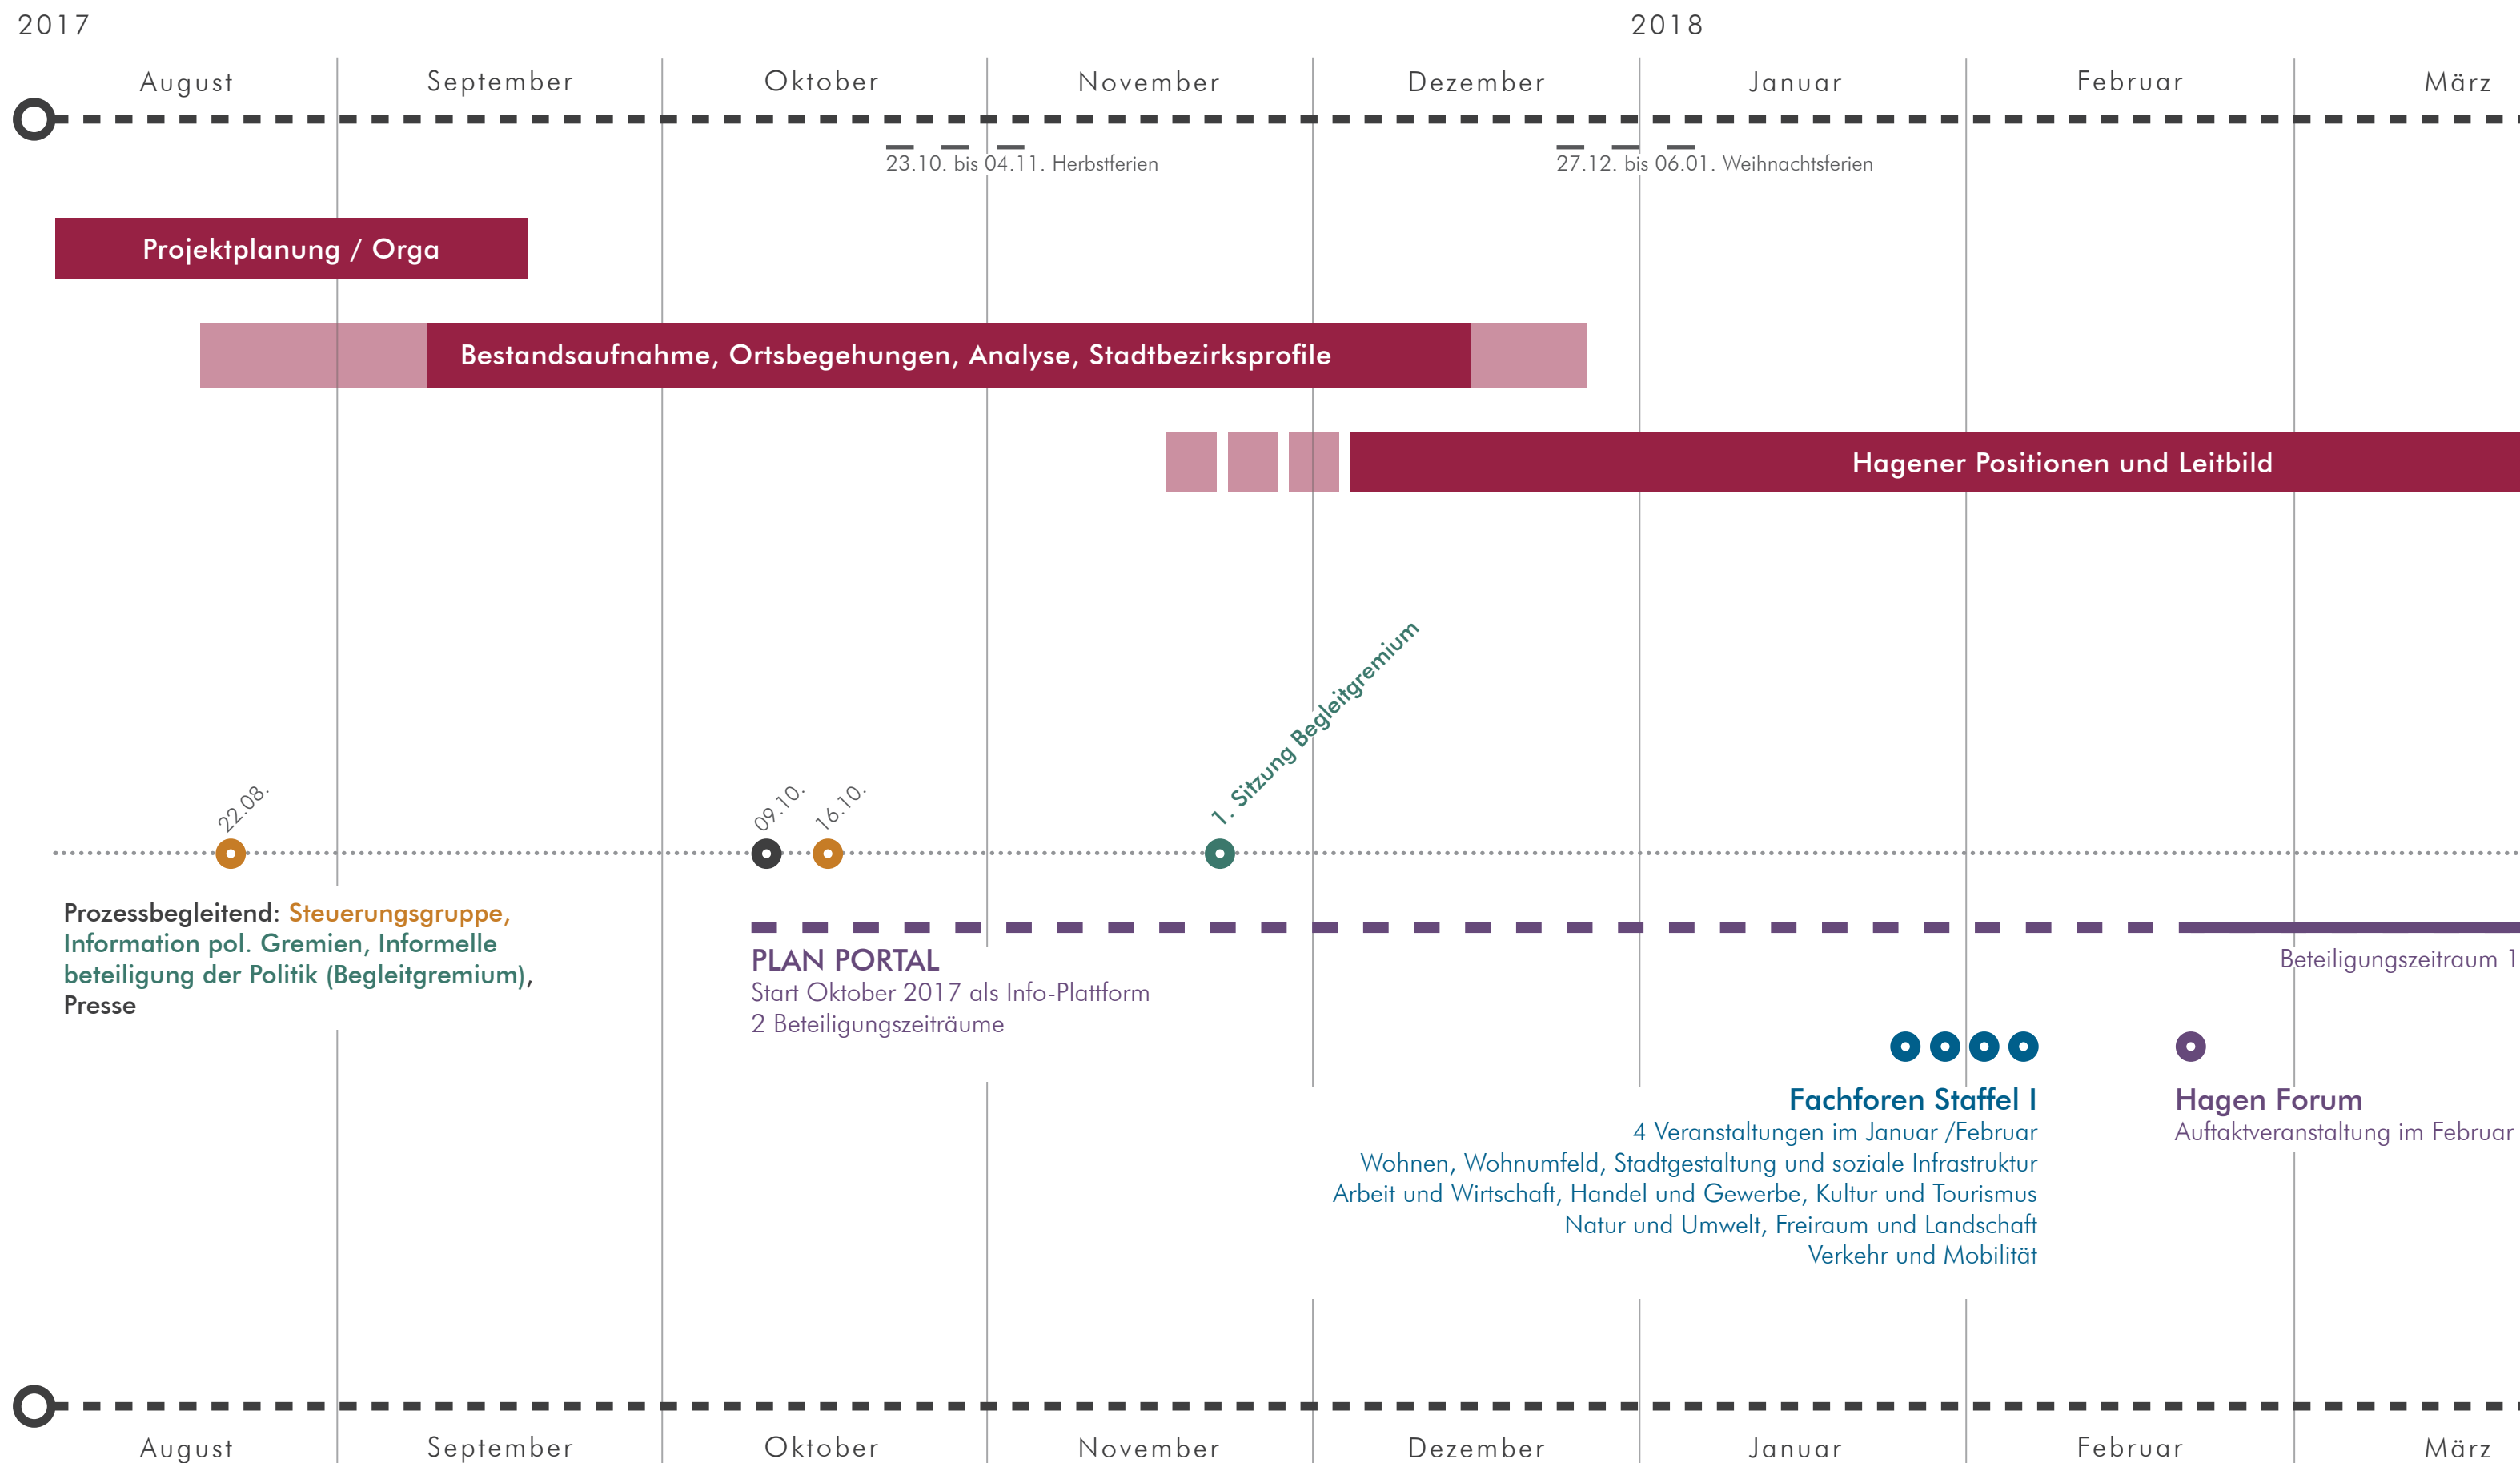 2017
2018
August
September
Oktober
November
Dezember
Januar
Februar
März
23.10. bis 04.11. Herbstferien
27.12. bis 06.01. Weihnachtsferien
Projektplanung / Orga
Bestandsaufnahme, Ortsbegehungen, Analyse, Stadtbezirksprofile
Hagener Positionen und Leitbild
1. Sitzung Begleitgremium
22.08.
09.10.
16.10.
Prozessbegleitend: Steuerungsgruppe,
Information pol. Gremien, Informelle
beteiligung der Politik (Begleitgremium),
Presse
PLAN PORTAL
Start Oktober 2017 als Info-Plattform
2 Beteiligungszeiträume
Beteiligungszeitraum 1
Fachforen Staffel I
4 Veranstaltungen im Januar /Februar
Wohnen, Wohnumfeld, Stadtgestaltung und soziale Infrastruktur
Arbeit und Wirtschaft, Handel und Gewerbe, Kultur und Tourismus
Natur und Umwelt, Freiraum und Landschaft
Verkehr und Mobilität
Hagen Forum
Auftaktveranstaltung im Februar
August
September
Oktober
November
Dezember
Januar
Februar
März